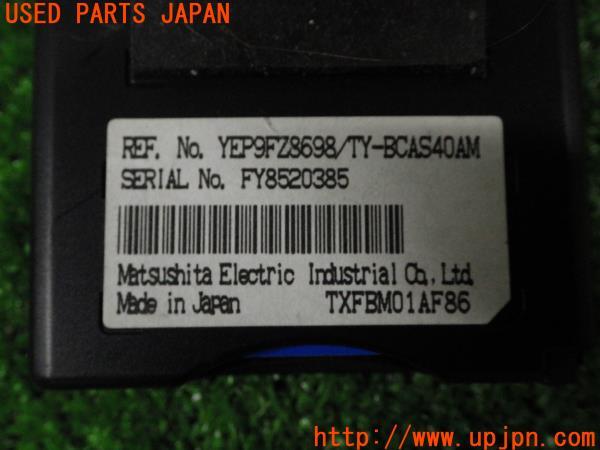 USED PARTS JAPAN
REF. No. YEP9FZ8698/TY-BCAS40AM
SERIAL No. FY8520385
Matsushita Electric Industrial Co., Ltd.
Made in Japan TXFBM01AF86
UPJ
http://www.upjpn.com/